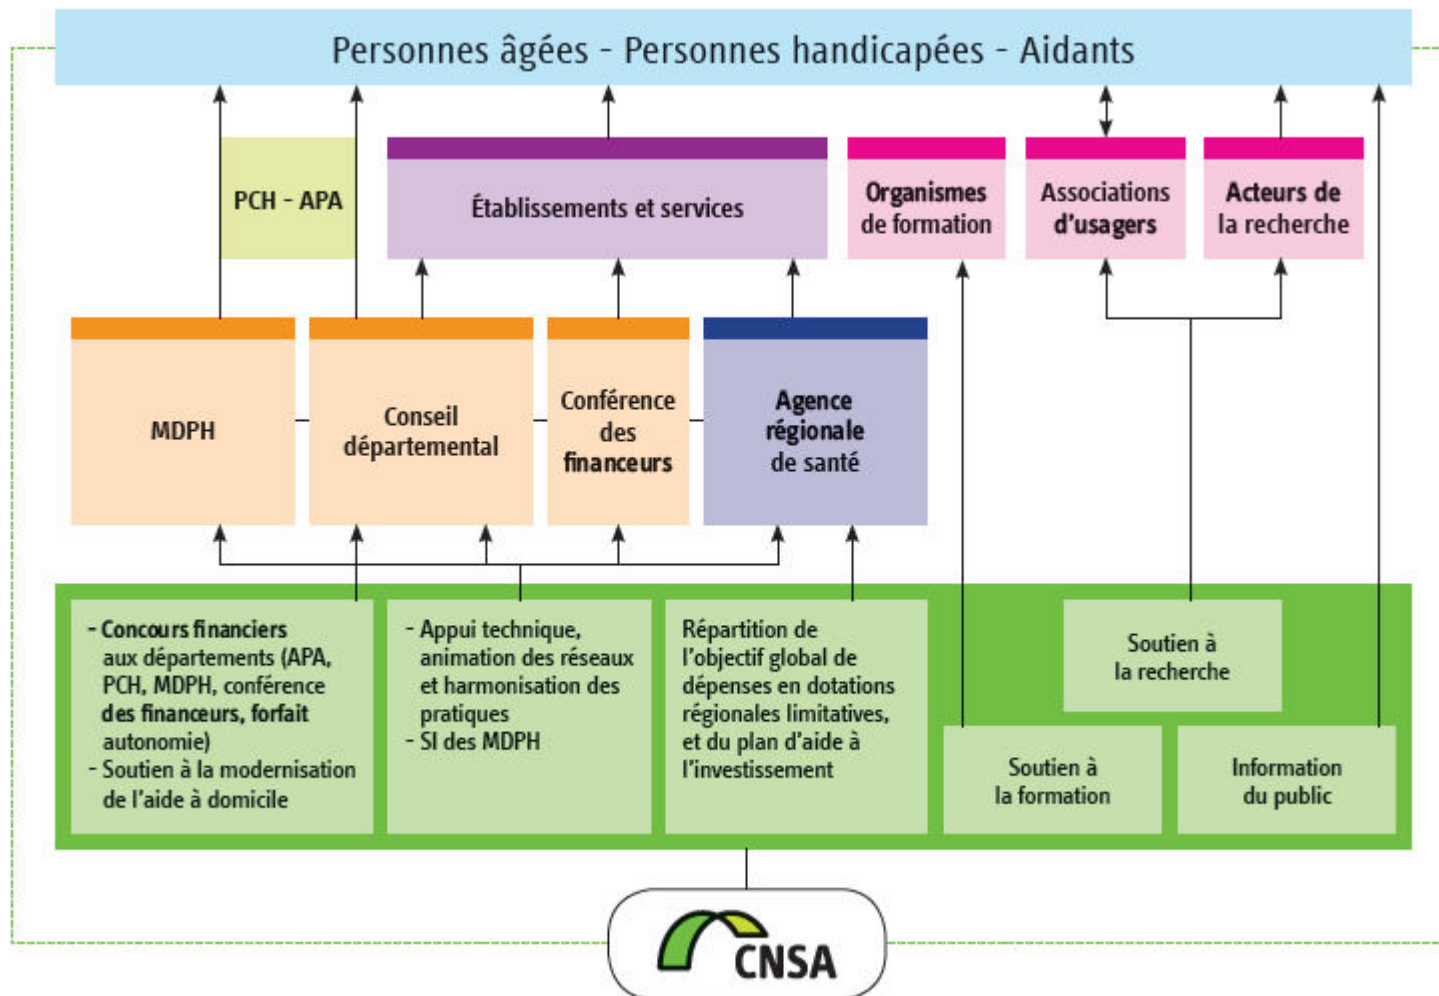 Personnes âgées - Personnes handicapées - Aidants
PCH - APA
Établissements et services
Organismes
de formation
Associations
d'usagers
Acteurs de
la recherche
MDPH
Conseil
départemental
Conférence
des
financeurs
Agence
régionale
de santé
- Concours financiers
aux départements (APA,
PCH, MDPH, conférence
des financeurs, forfait
autonomie)
- Soutien à la modernisation
de l'aide à domicile
- Appui technique,
animation des réseaux
et harmonisation des
pratiques
- SI des MDPH
Répartition de
l'objectif global de
dépenses en dotations
régionales limitatives,
et du plan d'aide à
l'investissement
Soutien à
la recherche
Soutien à
la formation
Information
du public
CNSA